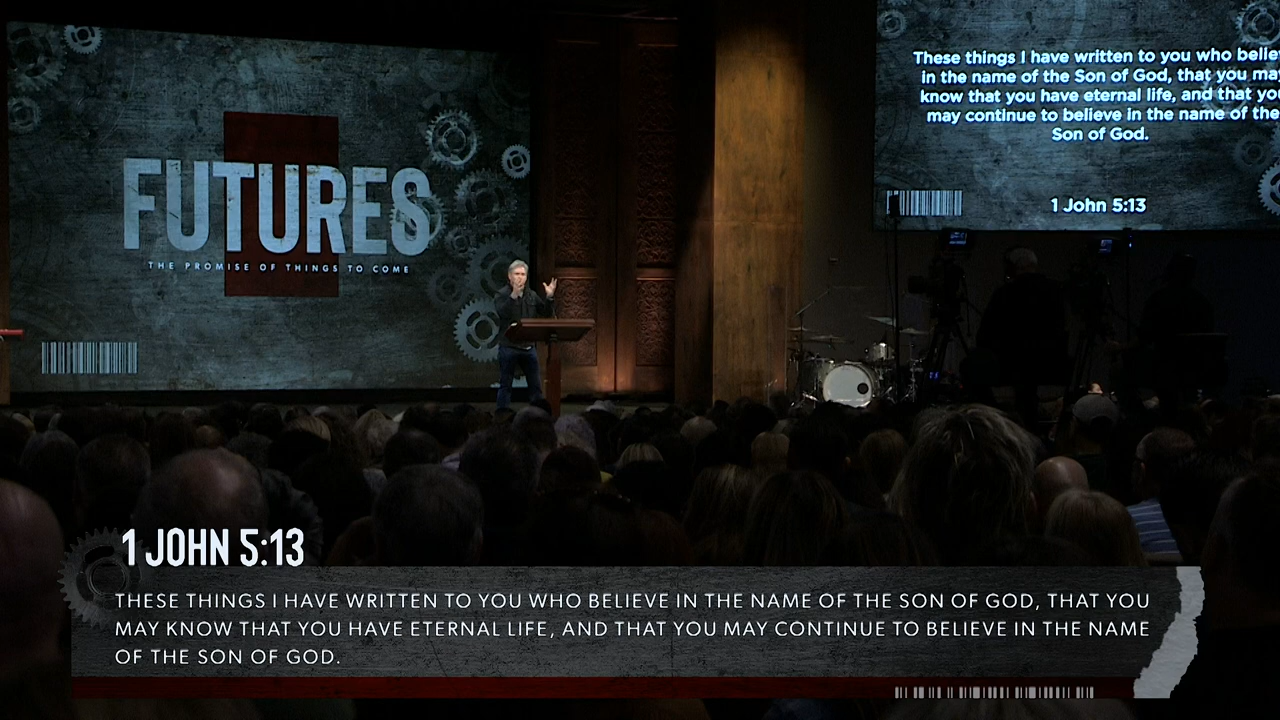 FUTURES
THE PROMISE OF THINGS TO COME
These things I have written to you who belie
in the name of the Son of God, that you may
know that you have eternal life, and that you
may continue to believe in the name of the
Son of God.
1 John 5:13
1 JOHN 5:13
THESE THINGS I HAVE WRITTEN TO YOU WHO BELIEVE IN THE NAME OF THE SON OF GOD, THAT YOU
MAY KNOW THAT YOU HAVE ETERNAL LIFE, AND THAT YOU MAY CONTINUE TO BELIEVE IN THE NAME
OF THE SON OF GOD.